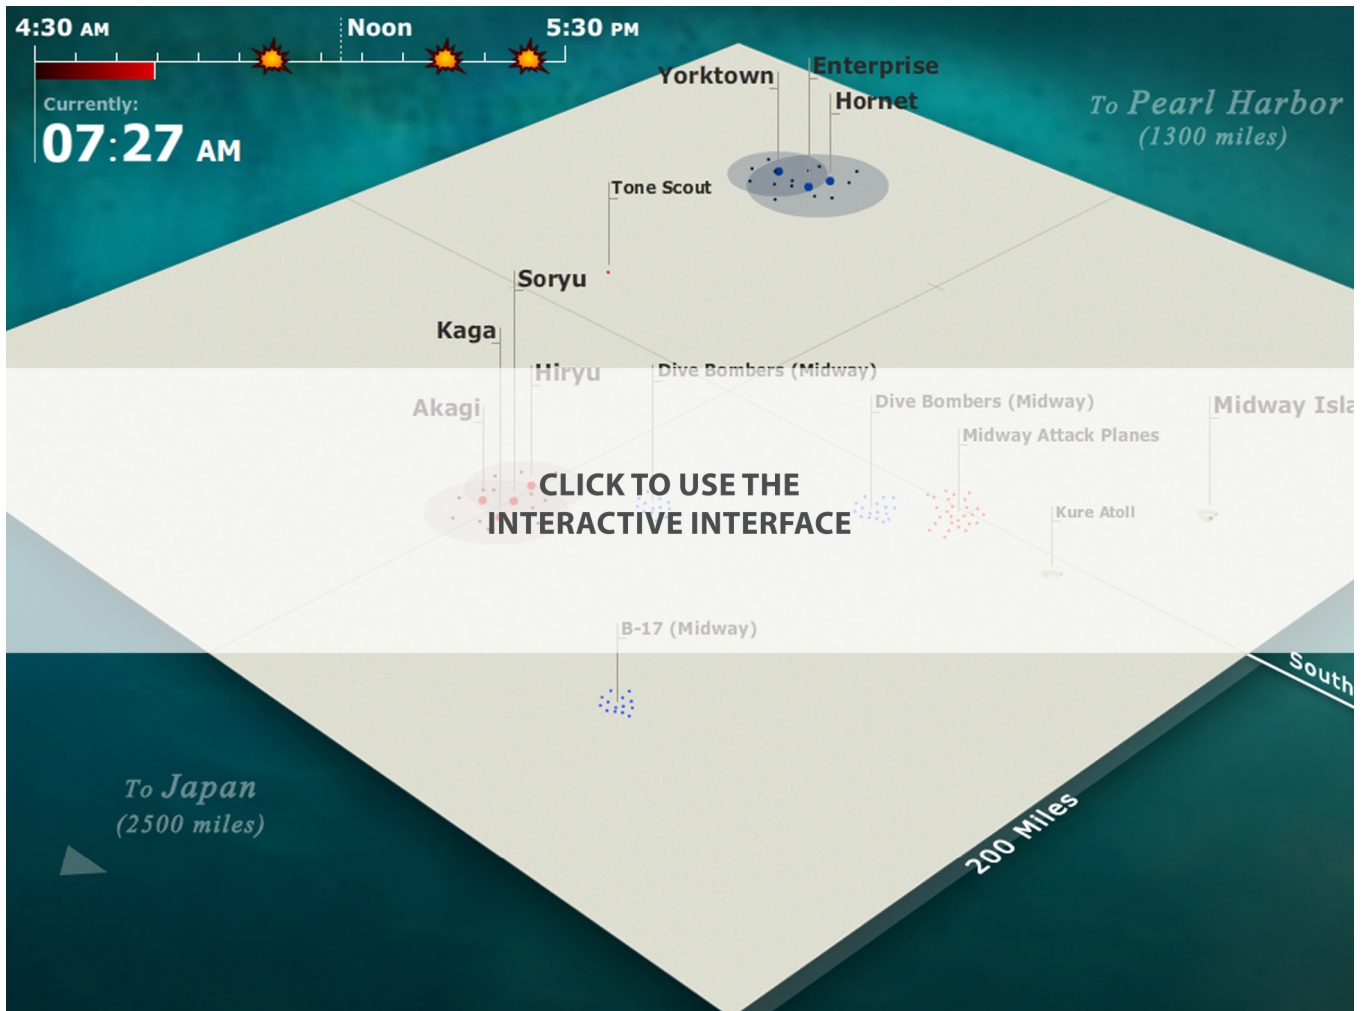 4:30 AM
Noon
5:30 PM
Currently:
07:27 AM
Yorktown
Enterprise
Hornet
To Pearl Harbor
(1300 miles)
Tone Scout
Soryu
Kaga
Hiryu
Dive Bombers (Midway)
Akagi
Dive Bombers (Midway)
Midway Isla
Midway Attack Planes
CLICK TO USE THE
INTERACTIVE INTERFACE
Kure Atoll
B-17 (Midway)
South
To Japan
(2500 miles)
200 Miles